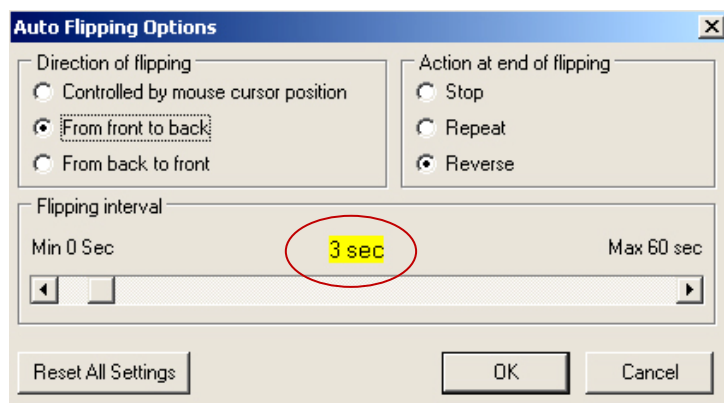 Auto Flipping Options
Direction of flipping
Controlled by mouse cursor position
From front to back
From back to front
Action at end of flipping
Stop
Repeat
Reverse
Flipping interval
Min 0 Sec 3 sec Max 60 sec
Reset All Settings OK Cancel